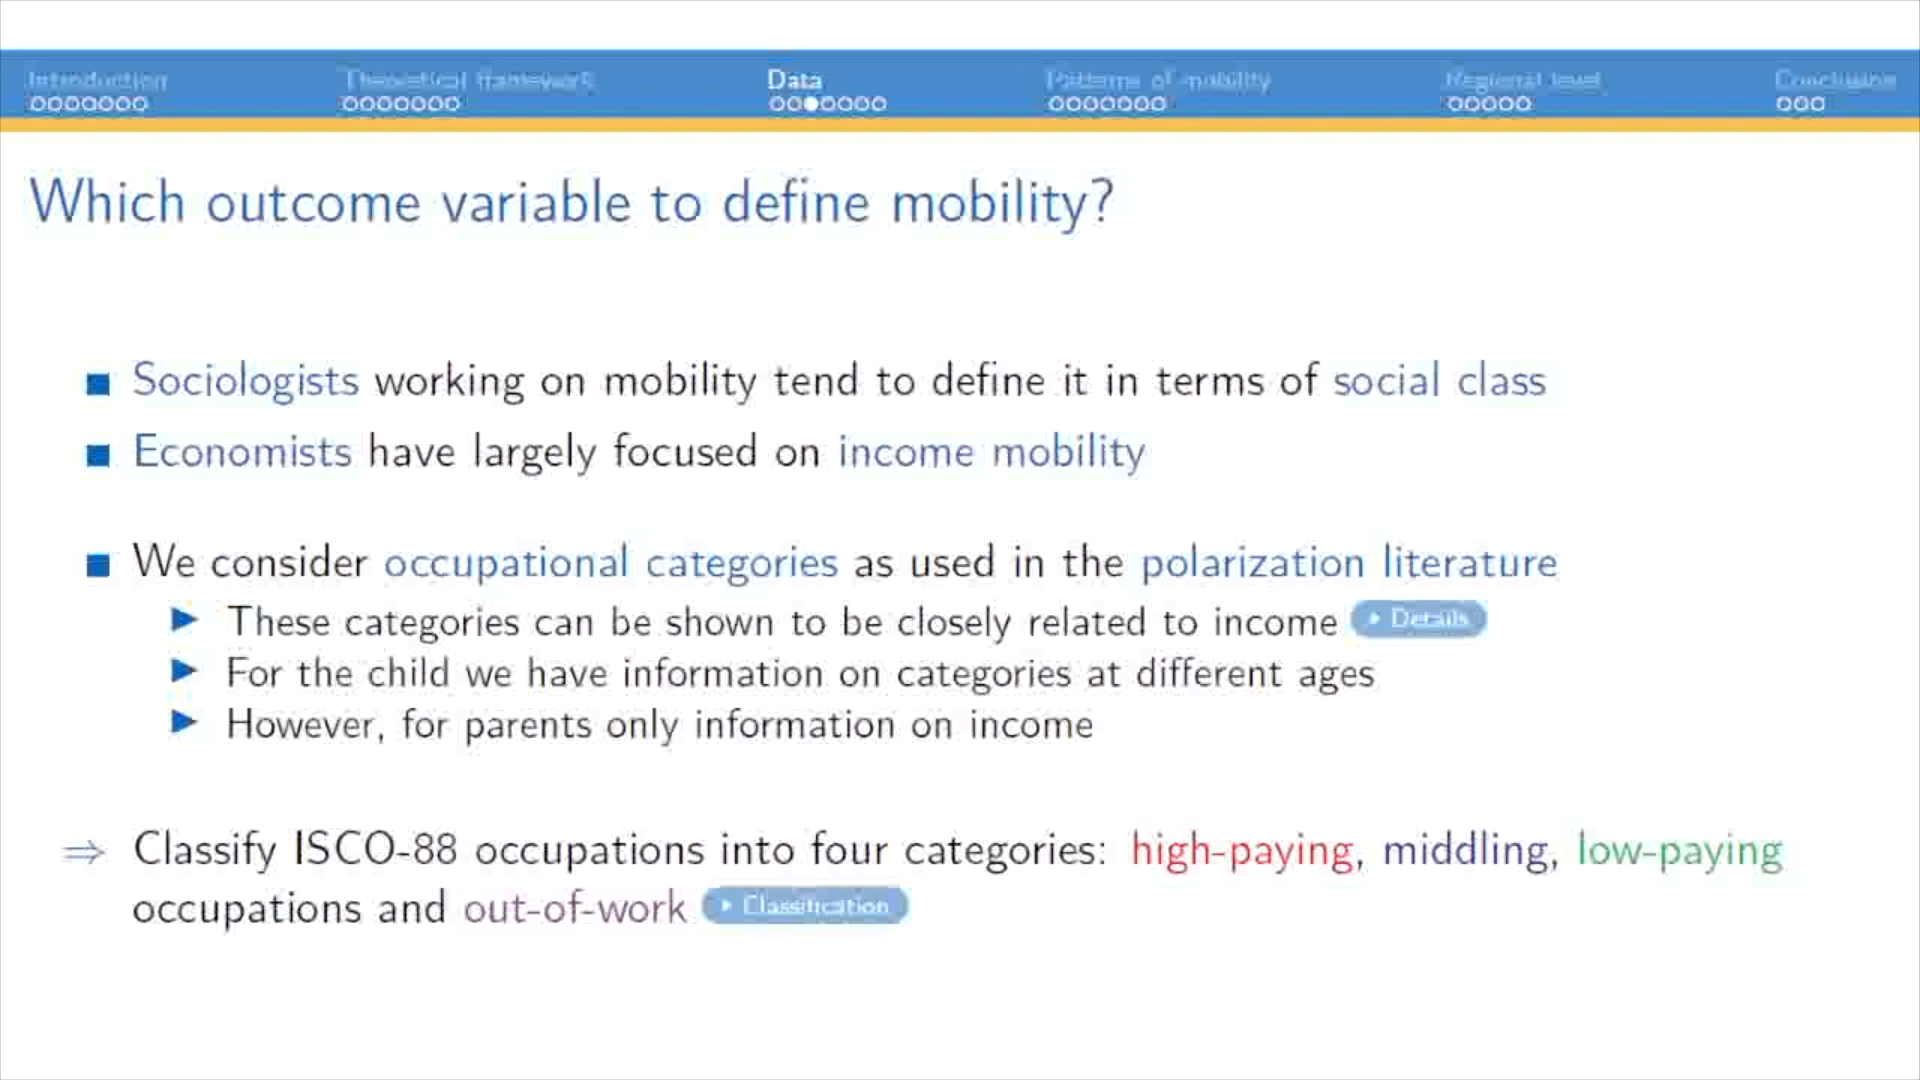 Introduction Theoretical framework Data Patterns of mobility Regional level Conclusion
Which outcome variable to define mobility?
Sociologists working on mobility tend to define it in terms of social class
Economists have largely focused on income mobility
We consider occupational categories as used in the polarization literature
These categories can be shown to be closely related to income Details
For the child we have information on categories at different ages
However, for parents only information on income
⇒ Classify ISCO-88 occupations into four categories: high-paying, middling, low-paying
occupations and out-of-work Classification